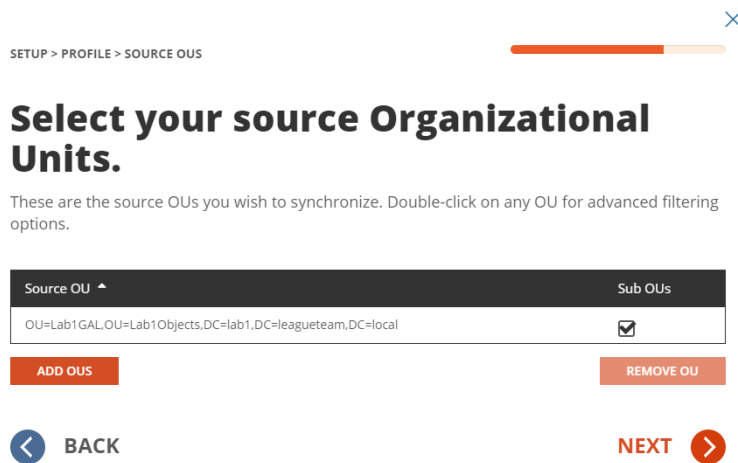 SETUP > PROFILE > SOURCE OUS
Select your source Organizational
Units.
These are the source OUs you wish to synchronize. Double-click on any OU for advanced filtering
options.
Source OU Sub OUs
OU=Lab1GAL,OU=Lab1Objects,DC=lab1,DC=leagueteam,DC=local
ADD OUS REMOVE OU
BACK NEXT